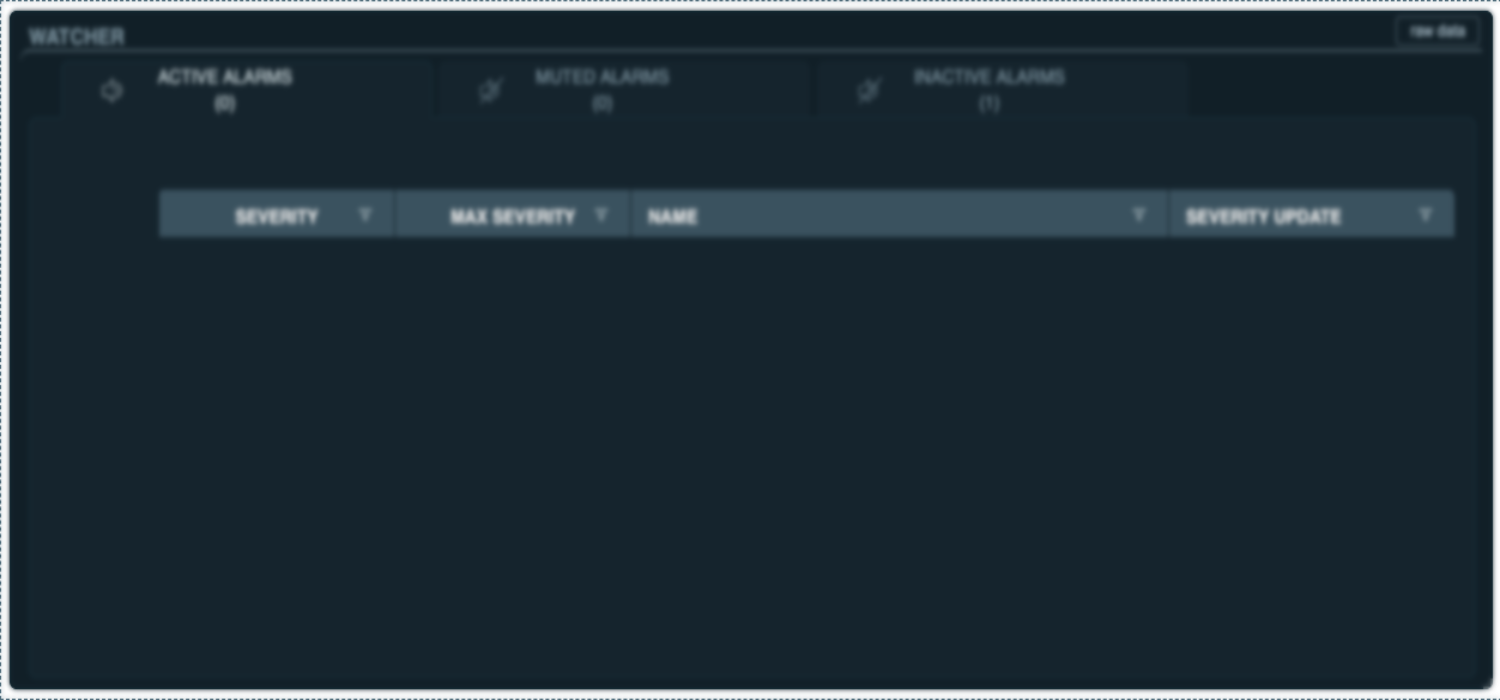 WATCHER
raw data
ACTIVE ALARMS
(0)
MUTED ALARMS
(0)
INACTIVE ALARMS
(1)
SEVERITY
MAX SEVERITY
NAME
SEVERITY UPDATE